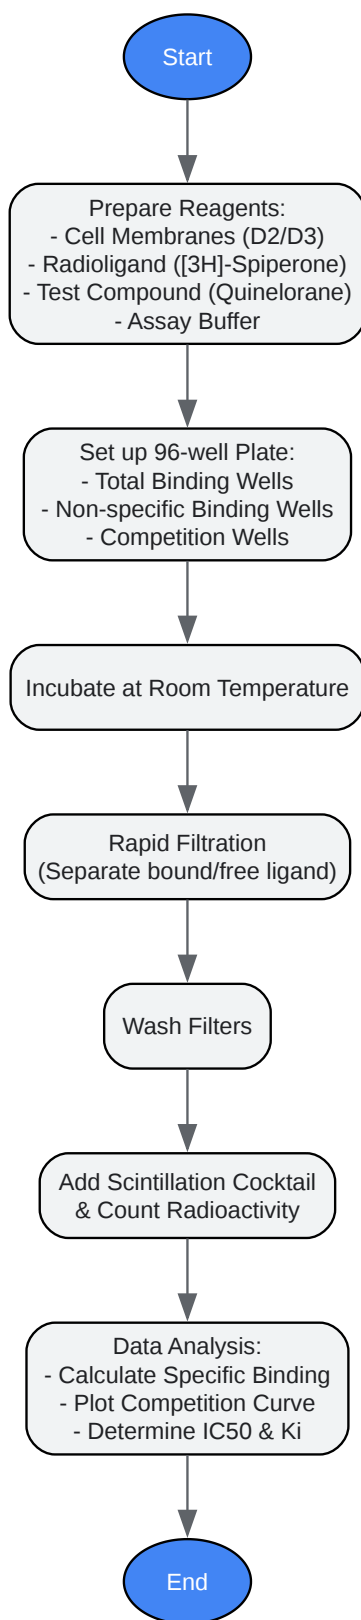 Start
Prepare Reagents:
- Cell Membranes (D2/D3)
- Radioligand ([3H]-Spiperone)
- Test Compound (Quinelorane)
- Assay Buffer
Set up 96-well Plate:
- Total Binding Wells
- Non-specific Binding Wells
- Competition Wells
Incubate at Room Temperature
Rapid Filtration
(Separate bound/free ligand)
Wash Filters
Add Scintillation Cocktail
& Count Radioactivity
Data Analysis:
- Calculate Specific Binding
- Plot Competition Curve
- Determine IC50 & Ki
End